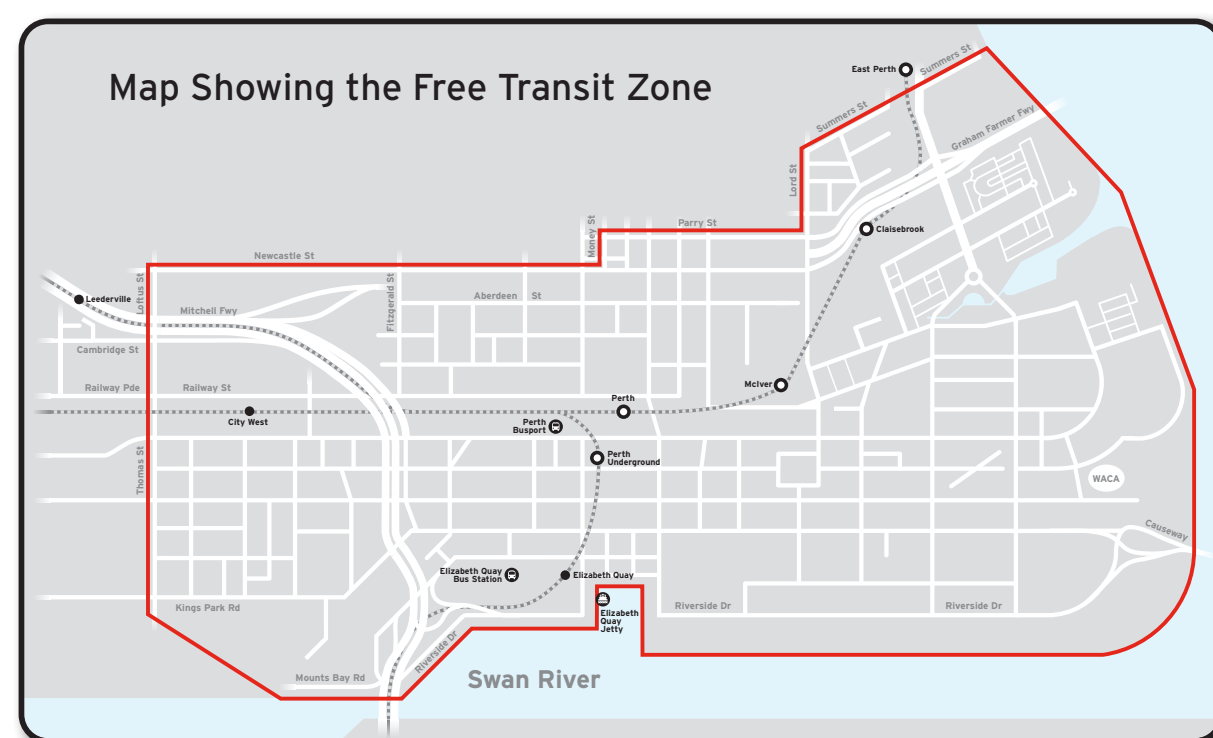 Map Showing the Free Transit Zone
East Perth
Summers St
Summers St
Graham Farmer Fwy
Lord St
Money St
Parry St
Claisebrook
Newcastle St
Loftus St
Leederville
Mitchell Fwy
Fitzgerald St
Aberdeen St
Cambridge St
Railway Pde
Railway St
McIver
City West
Perth
Perth
Busport
Perth
Underground
Thomas St
WACA
Causeway
Elizabeth Quay
Bus Station
Elizabeth Quay
Kings Park Rd
Elizabeth
Quay
Jetty
Riverside Dr
Riverside Dr
Riverside Dr
Mounts Bay Rd
Swan River